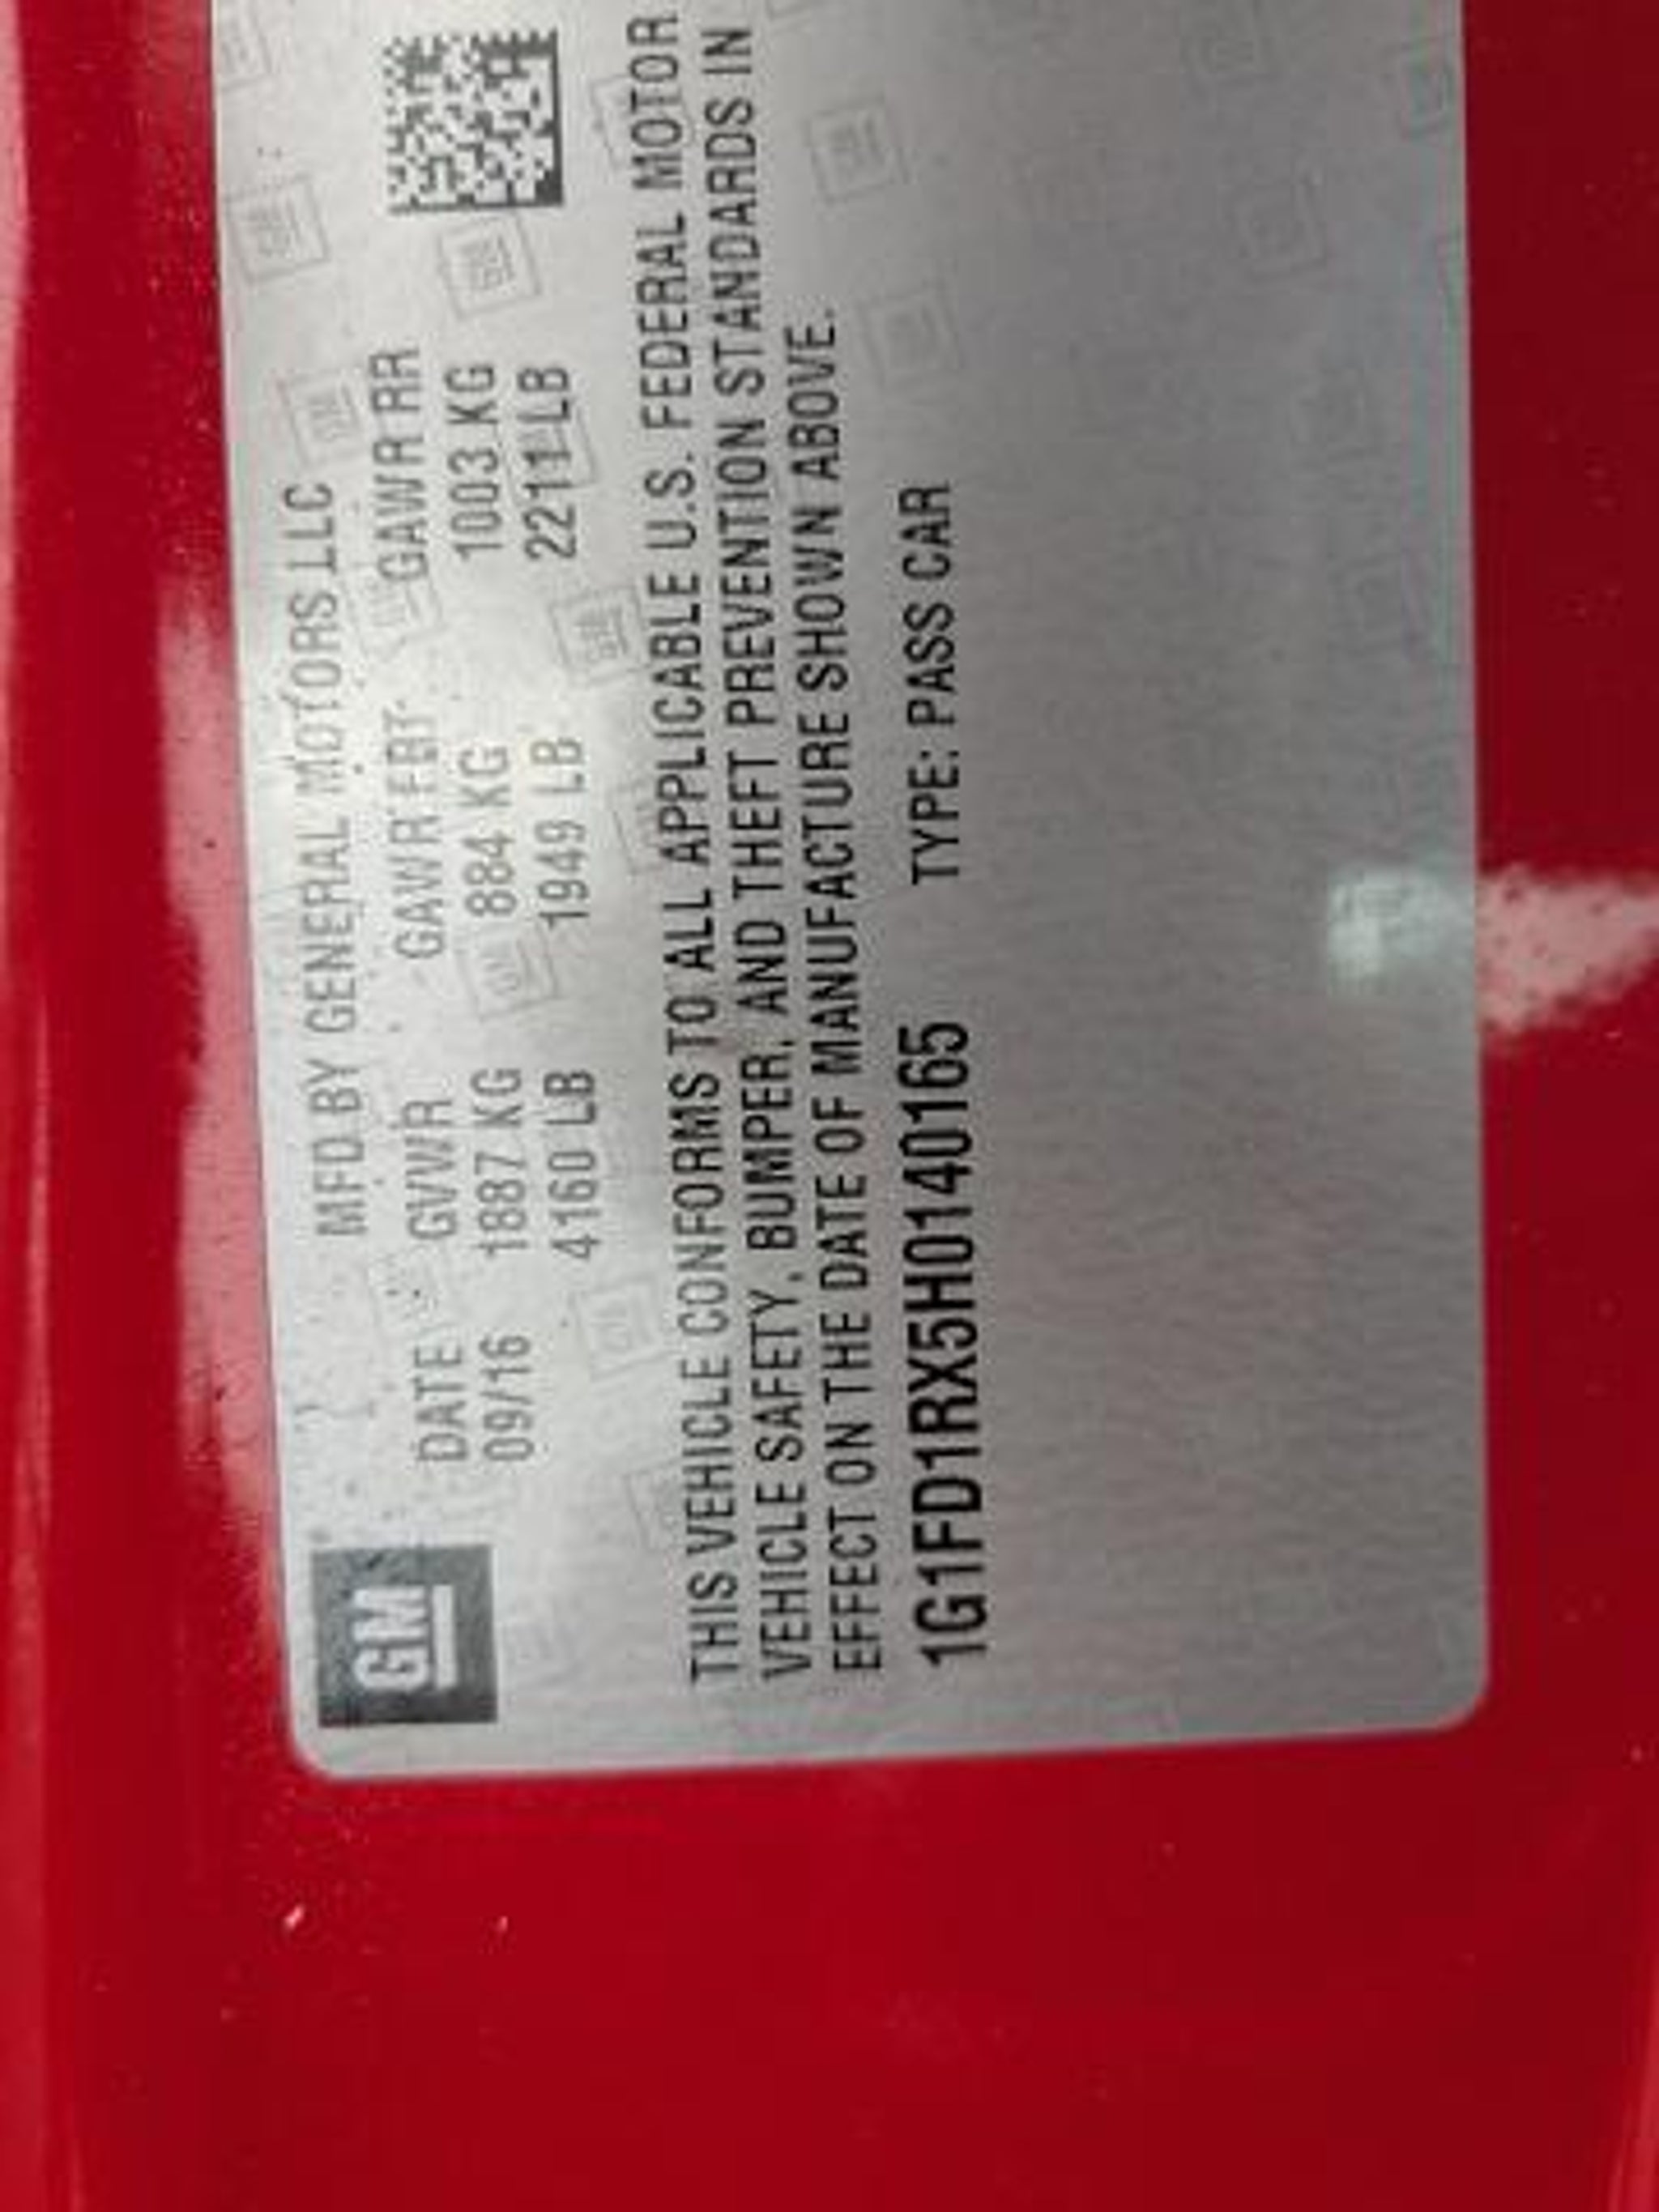 GM
MFD BY GENERAL MOTORS LLC
DATE GVWR GAWR FRT GAWR RR
09/16 1887 KG 884 KG 1003 KG
4160 LB 1949 LB 2211 LB
THIS VEHICLE CONFORMS TO ALL APPLICABLE U.S. FEDERAL MOTOR
VEHICLE SAFETY, BUMPER, AND THEFT PREVENTION STANDARDS IN
EFFECT ON THE DATE OF MANUFACTURE SHOWN ABOVE.
1G1FD1RX5H0140165 TYPE: PASS CAR